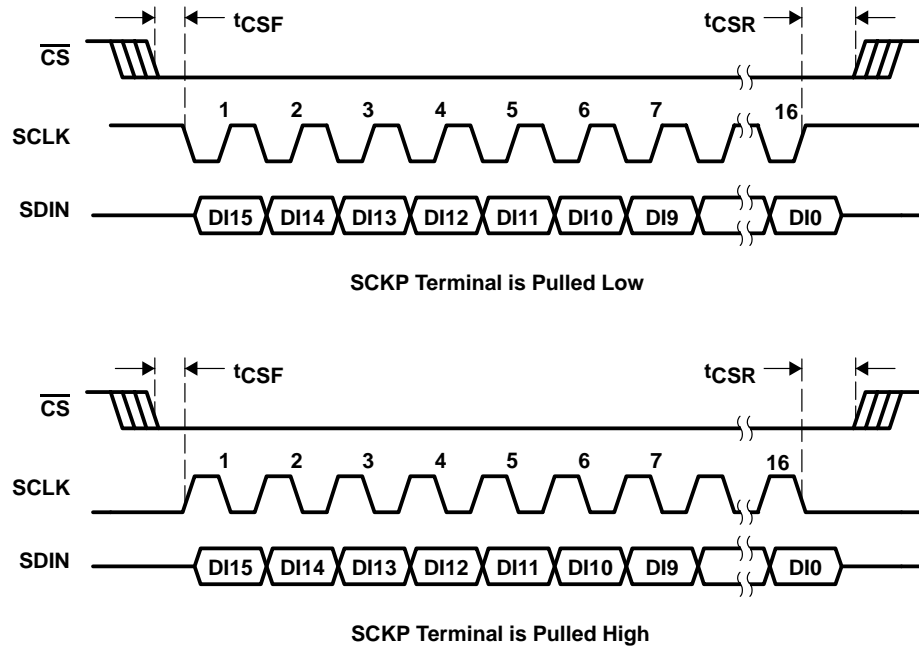 tCSF tCSR
CS
1 2 3 4 5 6 7 16
SCLK
SDIN DI15 DI14 DI13 DI12 DI11 DI10 DI9 DI0
SCKP Terminal is Pulled Low
tCSF tCSR
CS
1 2 3 4 5 6 7 16
SCLK
SDIN DI15 DI14 DI13 DI12 DI11 DI10 DI9 DI0
SCKP Terminal is Pulled High